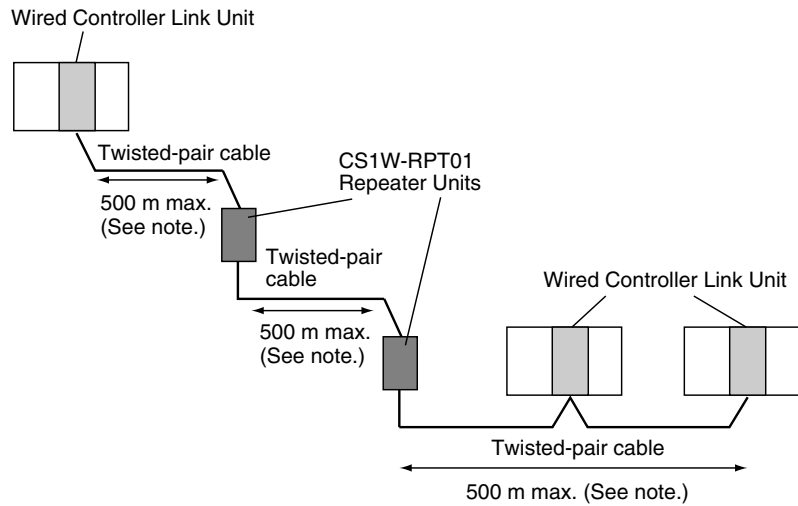 Wired Controller Link Unit
Twisted-pair cable
500 m max.
(See note.)
CS1W-RPT01
Repeater Units
Twisted-pair
cable
500 m max.
(See note.)
Wired Controller Link Unit
Twisted-pair cable
500 m max. (See note.)